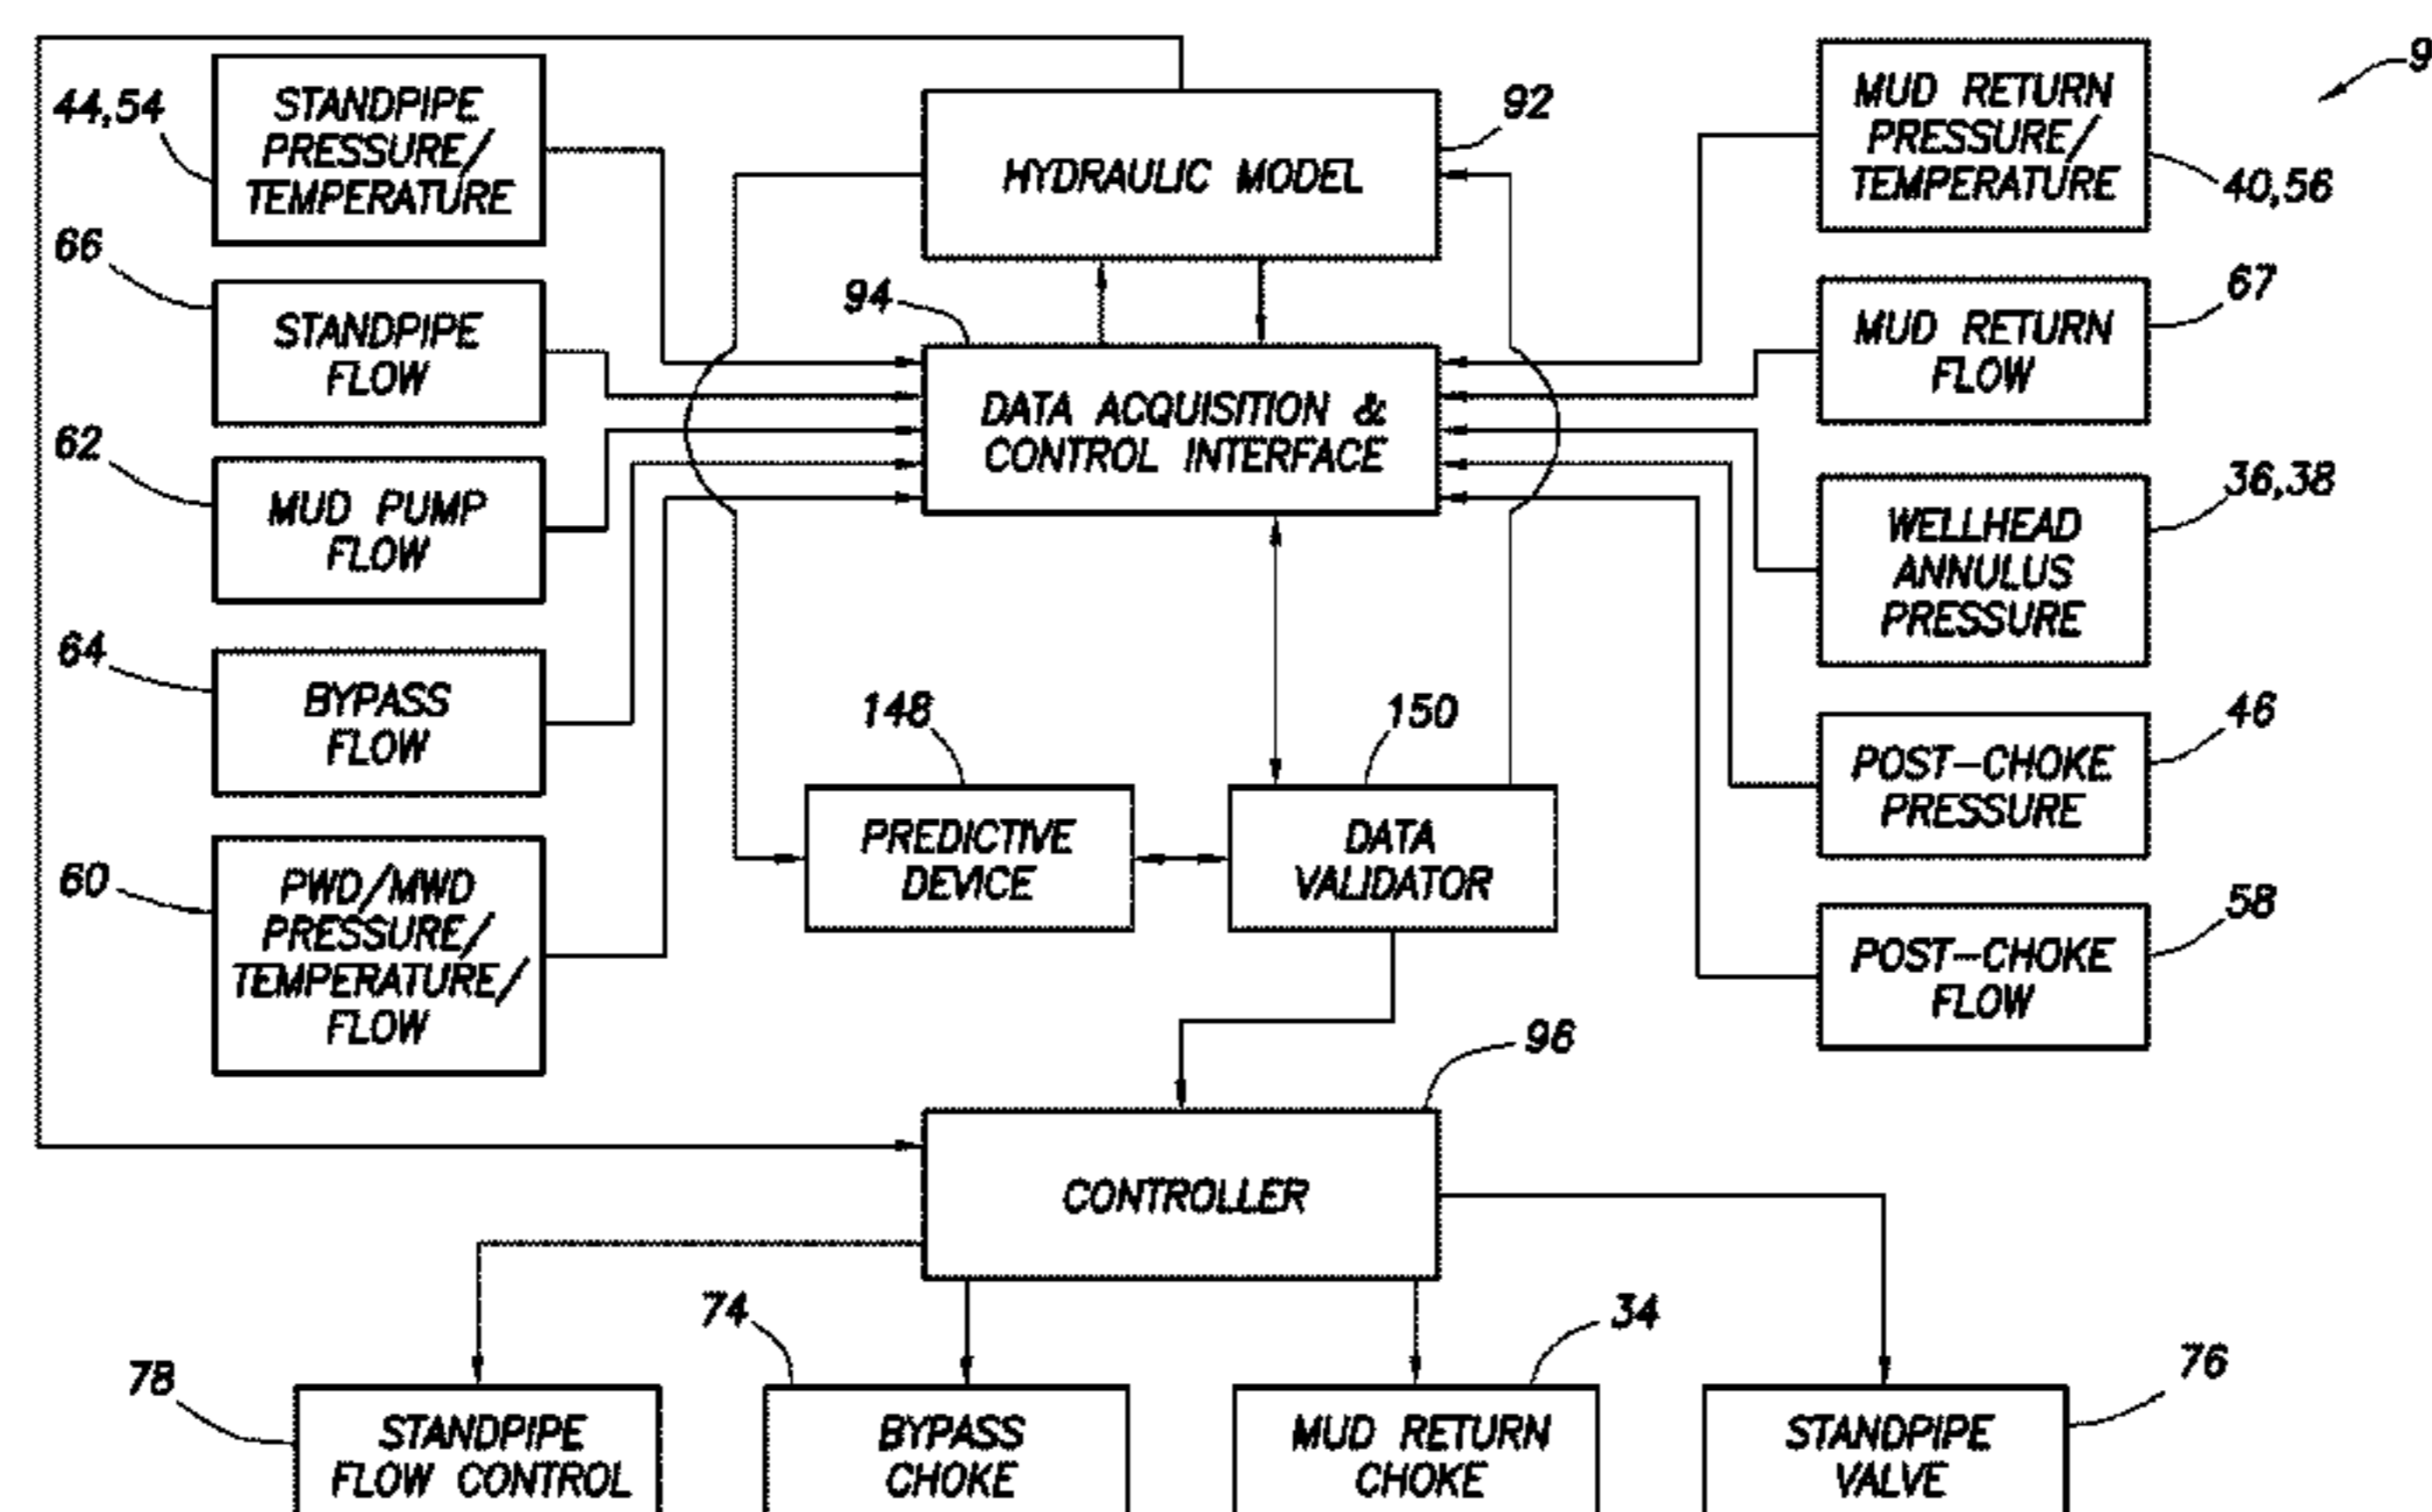 44,54
STANDPIPE
PRESSURE/
TEMPERATURE
66
STANDPIPE
FLOW
62
MUD PUMP
FLOW
64
BYPASS
FLOW
60
PWD/MWD
PRESSURE/
TEMPERATURE/
FLOW
92
HYDRAULIC MODEL
94
DATA ACQUISITION &
CONTROL INTERFACE
148
PREDICTIVE
DEVICE
150
DATA
VALIDATOR
9
MUD RETURN
PRESSURE/
TEMPERATURE
40,56
67
MUD RETURN
FLOW
36,38
WELLHEAD
ANNULUS
PRESSURE
46
POST-CHOKE
PRESSURE
58
POST-CHOKE
FLOW
96
CONTROLLER
78
STANDPIPE
FLOW CONTROL
74
BYPASS
CHOKE
34
MUD RETURN
CHOKE
76
STANDPIPE
VALVE